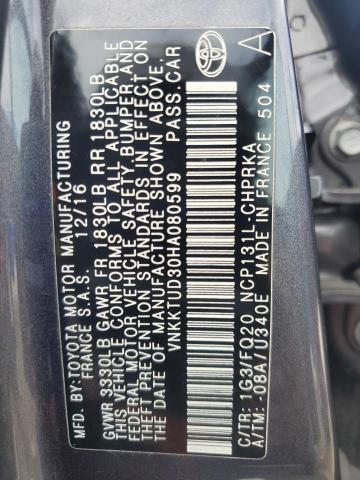 MFD. BY:TOYOTA MOTOR MANUFACTURING
FRANCE S.A.S. 12/16
GVWR 3330LB GAWR FR 1830LB RR 1830LB
THIS VEHICLE CONFORMS TO ALL APPLICABLE
FEDERAL MOTOR VEHICLE SAFETY, BUMPER, AND
THEFT PREVENTION STANDARDS IN EFFECT ON
THE DATE OF MANUFACTURE SHOWN ABOVE.
VNKKTUD30HA080599 PASS.CAR
C/TR: 1G3/FQ20 NCP131L-CHPRKA
A/TM: -08A/U340E MADE IN FRANCE 504
TOYOTA
A